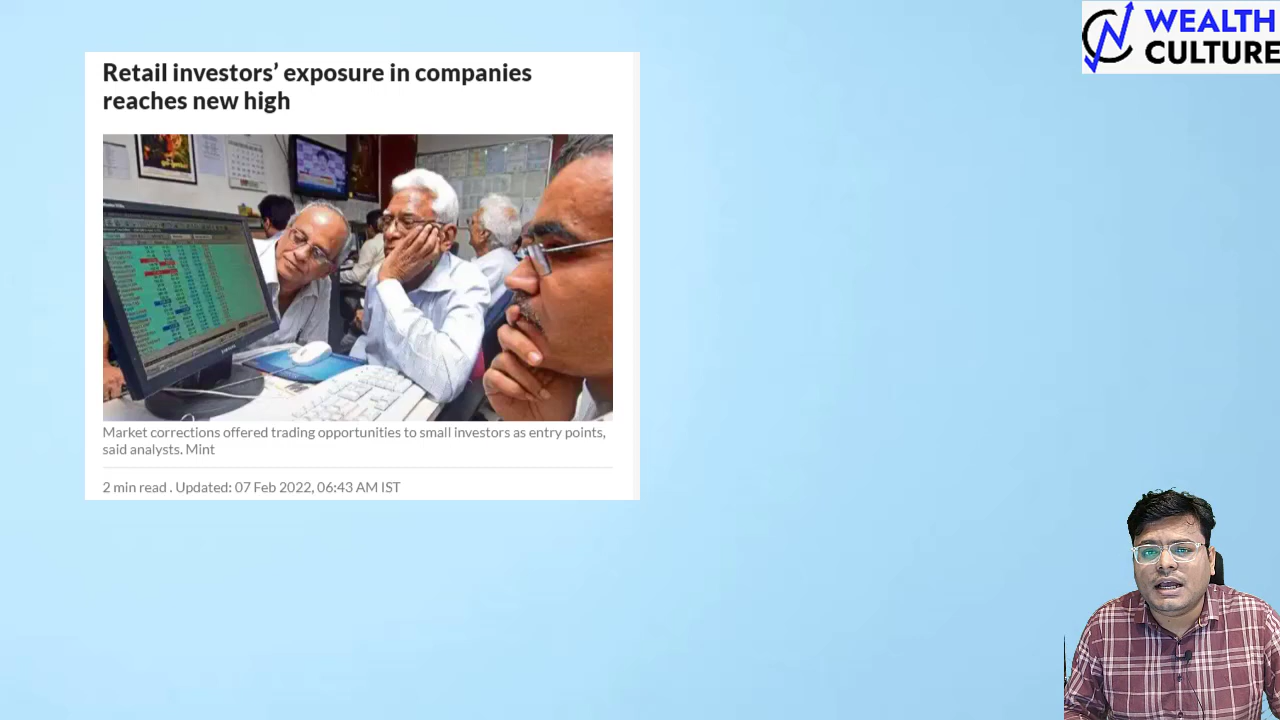 WEALTH
CULTURE
Retail investors’ exposure in companies
reaches new high
Market corrections offered trading opportunities to small investors as entry points,
said analysts. Mint
2 min read . Updated: 07 Feb 2022, 06:43 AM IST